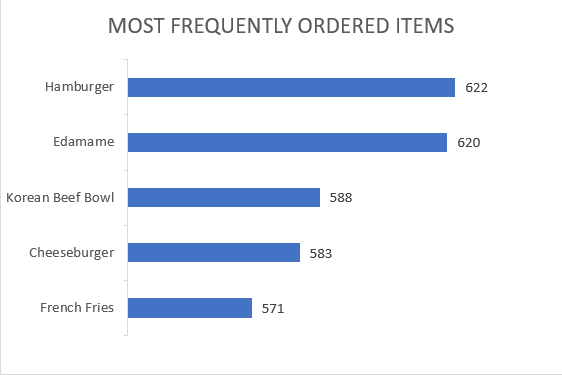 MOST FREQUENTLY ORDERED ITEMS
Hamburger 622
Edamame 620
Korean Beef Bowl 588
Cheeseburger 583
French Fries 571